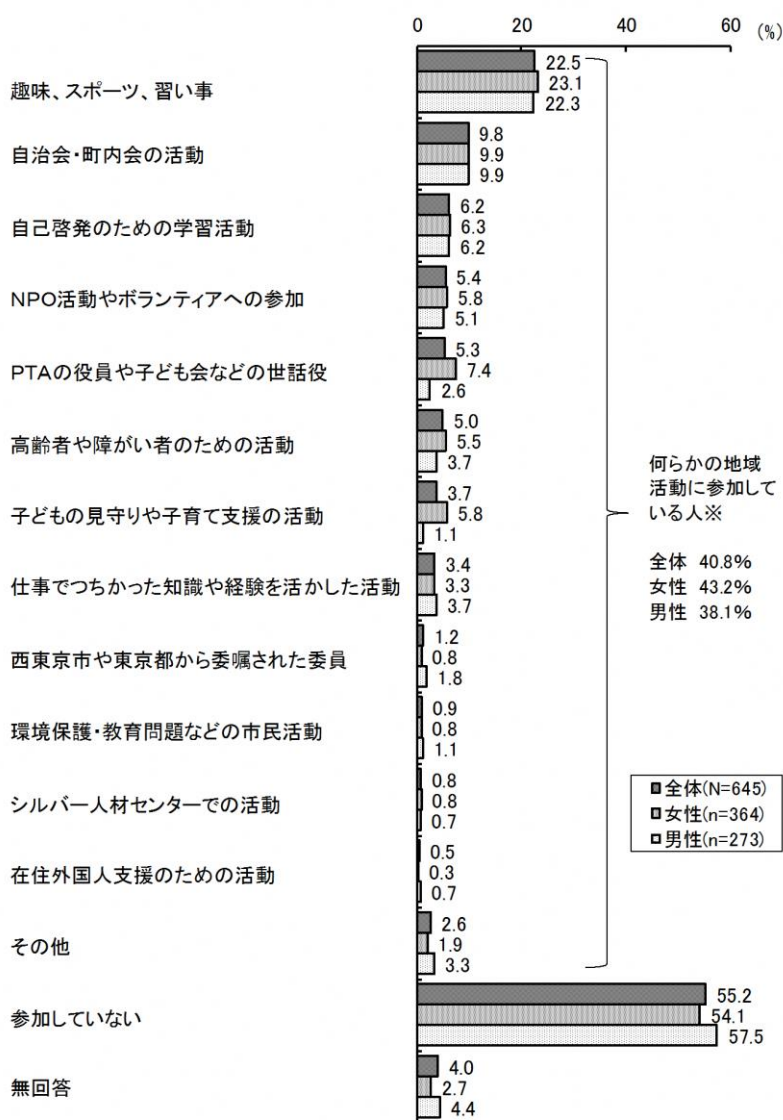 0 20 40 60 (%)
趣味、スポーツ、習い事
22.5
23.1
22.3
自治会・町内会の活動
9.8
9.9
9.9
自己啓発のための学習活動
6.2
6.3
6.2
NPO活動やボランティアへの参加
5.4
5.8
5.1
PTAの役員や子ども会などの世話役
5.3
7.4
2.6
高齢者や障がい者のための活動
5.0
5.5
3.7
子どもの見守りや子育て支援の活動
3.7
5.8
1.1
仕事でつちかった知識や経験を活かした活動
3.4
3.3
3.7
西東京市や東京都から委嘱された委員
1.2
0.8
1.8
環境保護・教育問題などの市民活動
0.9
0.8
1.1
シルバー人材センターでの活動
0.8
0.8
0.7
在住外国人支援のための活動
0.5
0.3
0.7
その他
2.6
1.9
3.3
参加していない
55.2
54.1
57.5
無回答
4.0
2.7
4.4
何らかの地域
活動に参加して
いる人※
全体 40.8%
女性 43.2%
男性 38.1%
全体(N=645)
女性(n=364)
男性(n=273)